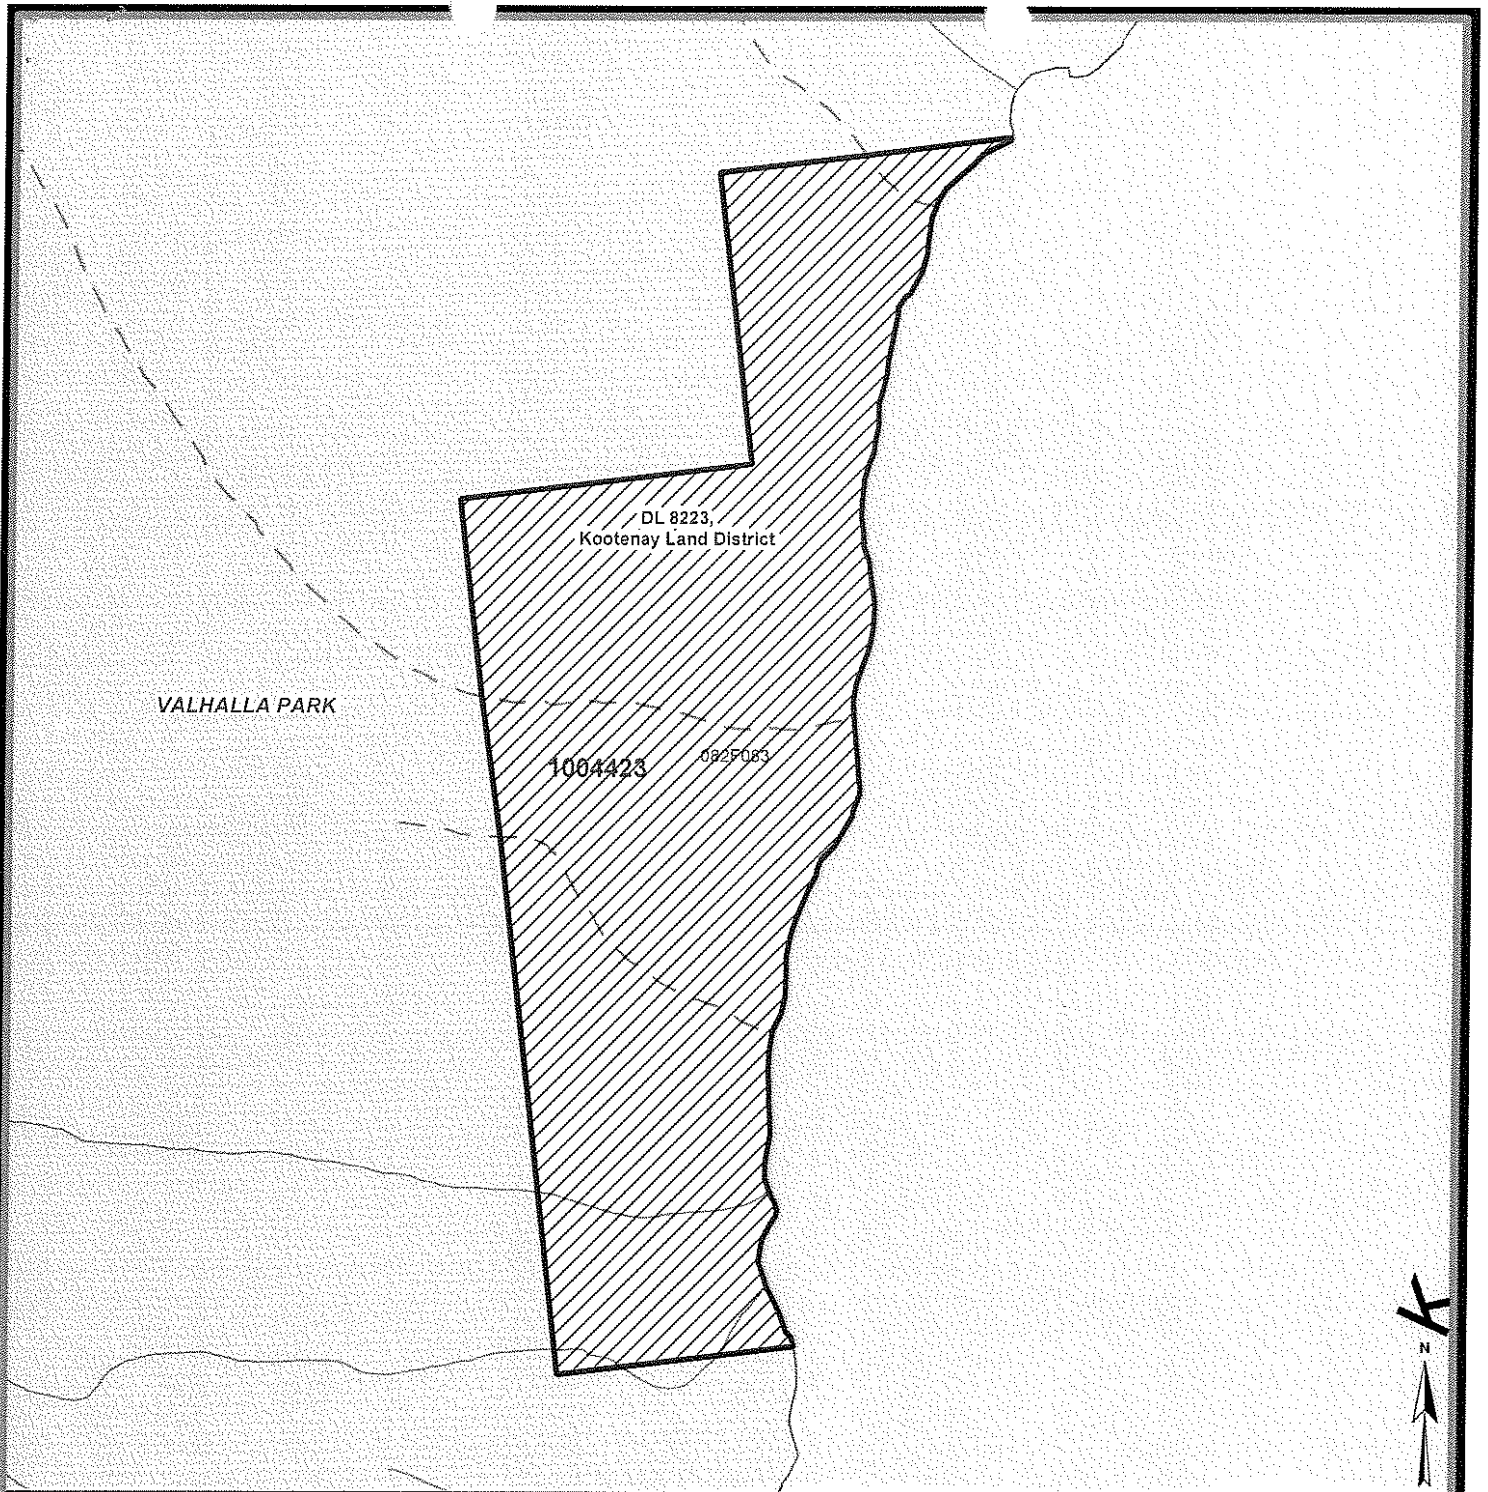 DL 8223,
Kootenay Land District
VALHALLA PARK
1004423
082F083
K
N